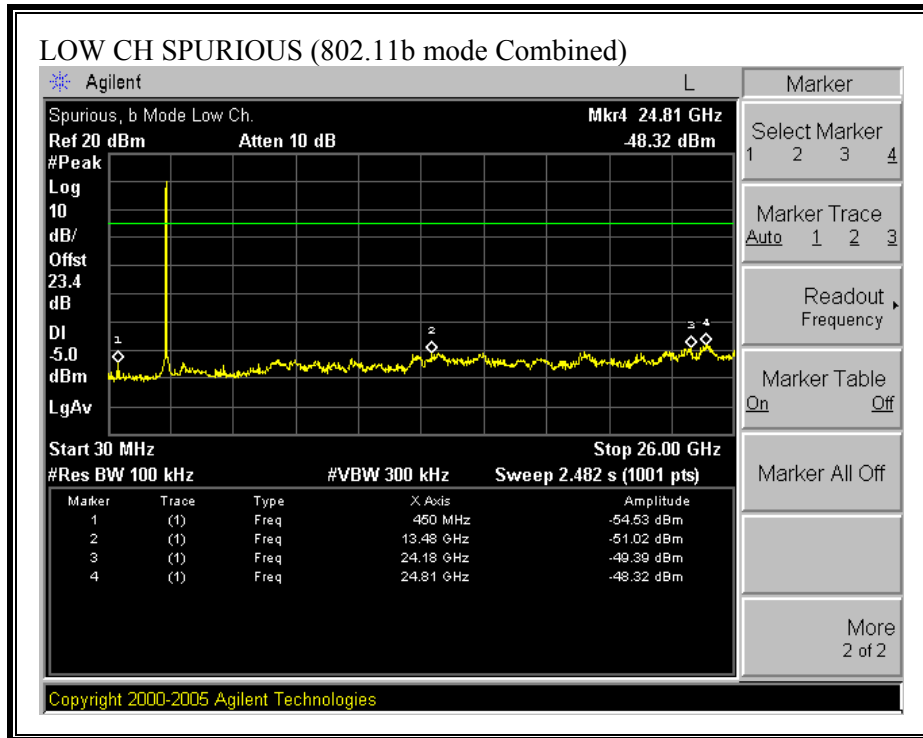 LOW CH SPURIOUS (802.11b mode Combined)
Agilent L Marker
Spurious, b Mode Low Ch. Mkr4 24.81 GHz
Ref 20 dBm Atten 10 dB -48.32 dBm
#Peak
Log
10
dB/
Offst
23.4
dB
DI
-5.0
dBm
LgAv
1
2
3 4
Start 30 MHz Stop 26.00 GHz
#Res BW 100 kHz #VBW 300 kHz Sweep 2.482 s (1001 pts)
Marker Trace Type X Axis Amplitude
1 (1) Freq 450 MHz -54.53 dBm
2 (1) Freq 13.48 GHz -51.02 dBm
3 (1) Freq 24.18 GHz -49.39 dBm
4 (1) Freq 24.81 GHz -48.32 dBm
Select Marker
1 2 3 4
Marker Trace
Auto 1 2 3
Readout
Frequency
Marker Table
On Off
Marker All Off
More
2 of 2
Copyright 2000-2005 Agilent Technologies